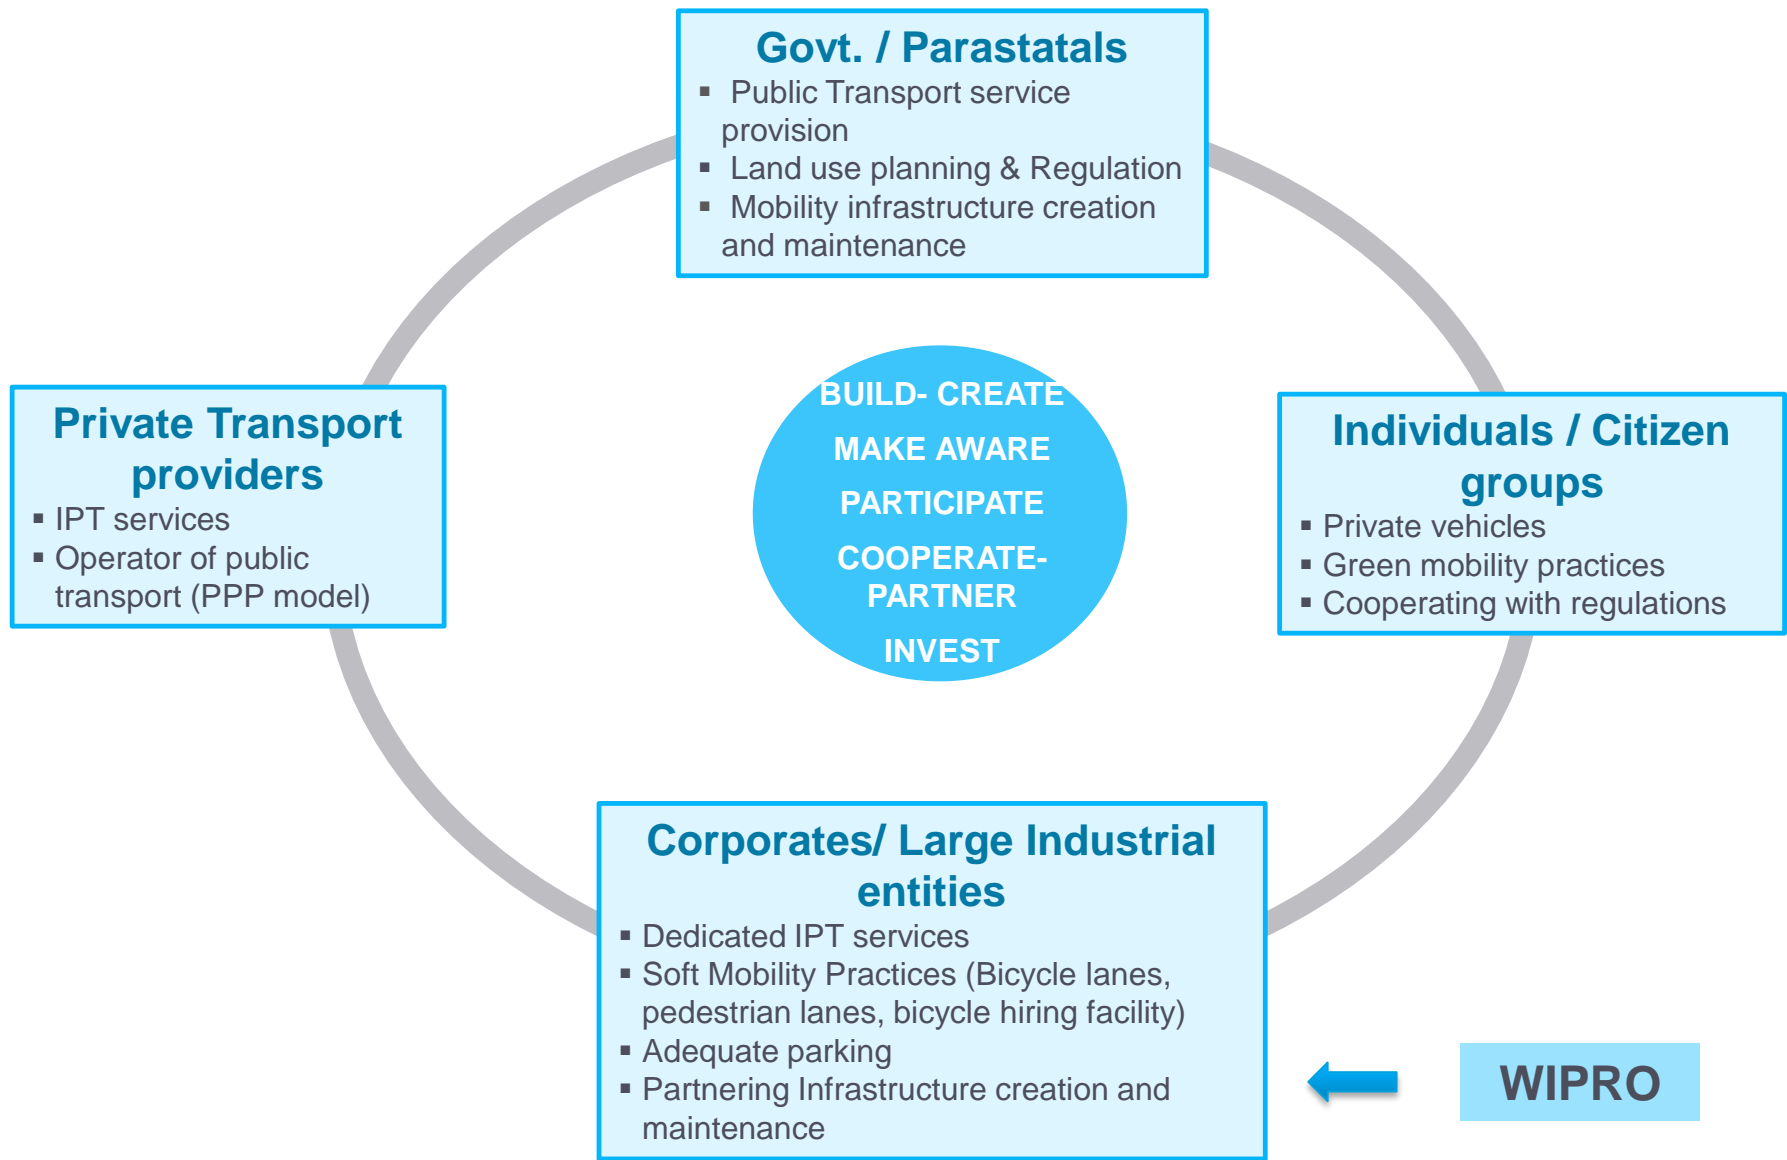 Govt. / Parastatals
▪ Public Transport service
provision
▪ Land use planning & Regulation
▪ Mobility infrastructure creation
and maintenance
Private Transport
providers
▪ IPT services
▪ Operator of public
transport (PPP model)
BUILD- CREATE
MAKE AWARE
PARTICIPATE
COOPERATE-
PARTNER
INVEST
Individuals / Citizen
groups
▪ Private vehicles
▪ Green mobility practices
▪ Cooperating with regulations
Corporates/ Large Industrial
entities
▪ Dedicated IPT services
▪ Soft Mobility Practices (Bicycle lanes,
pedestrian lanes, bicycle hiring facility)
▪ Adequate parking
▪ Partnering Infrastructure creation and
maintenance
WIPRO